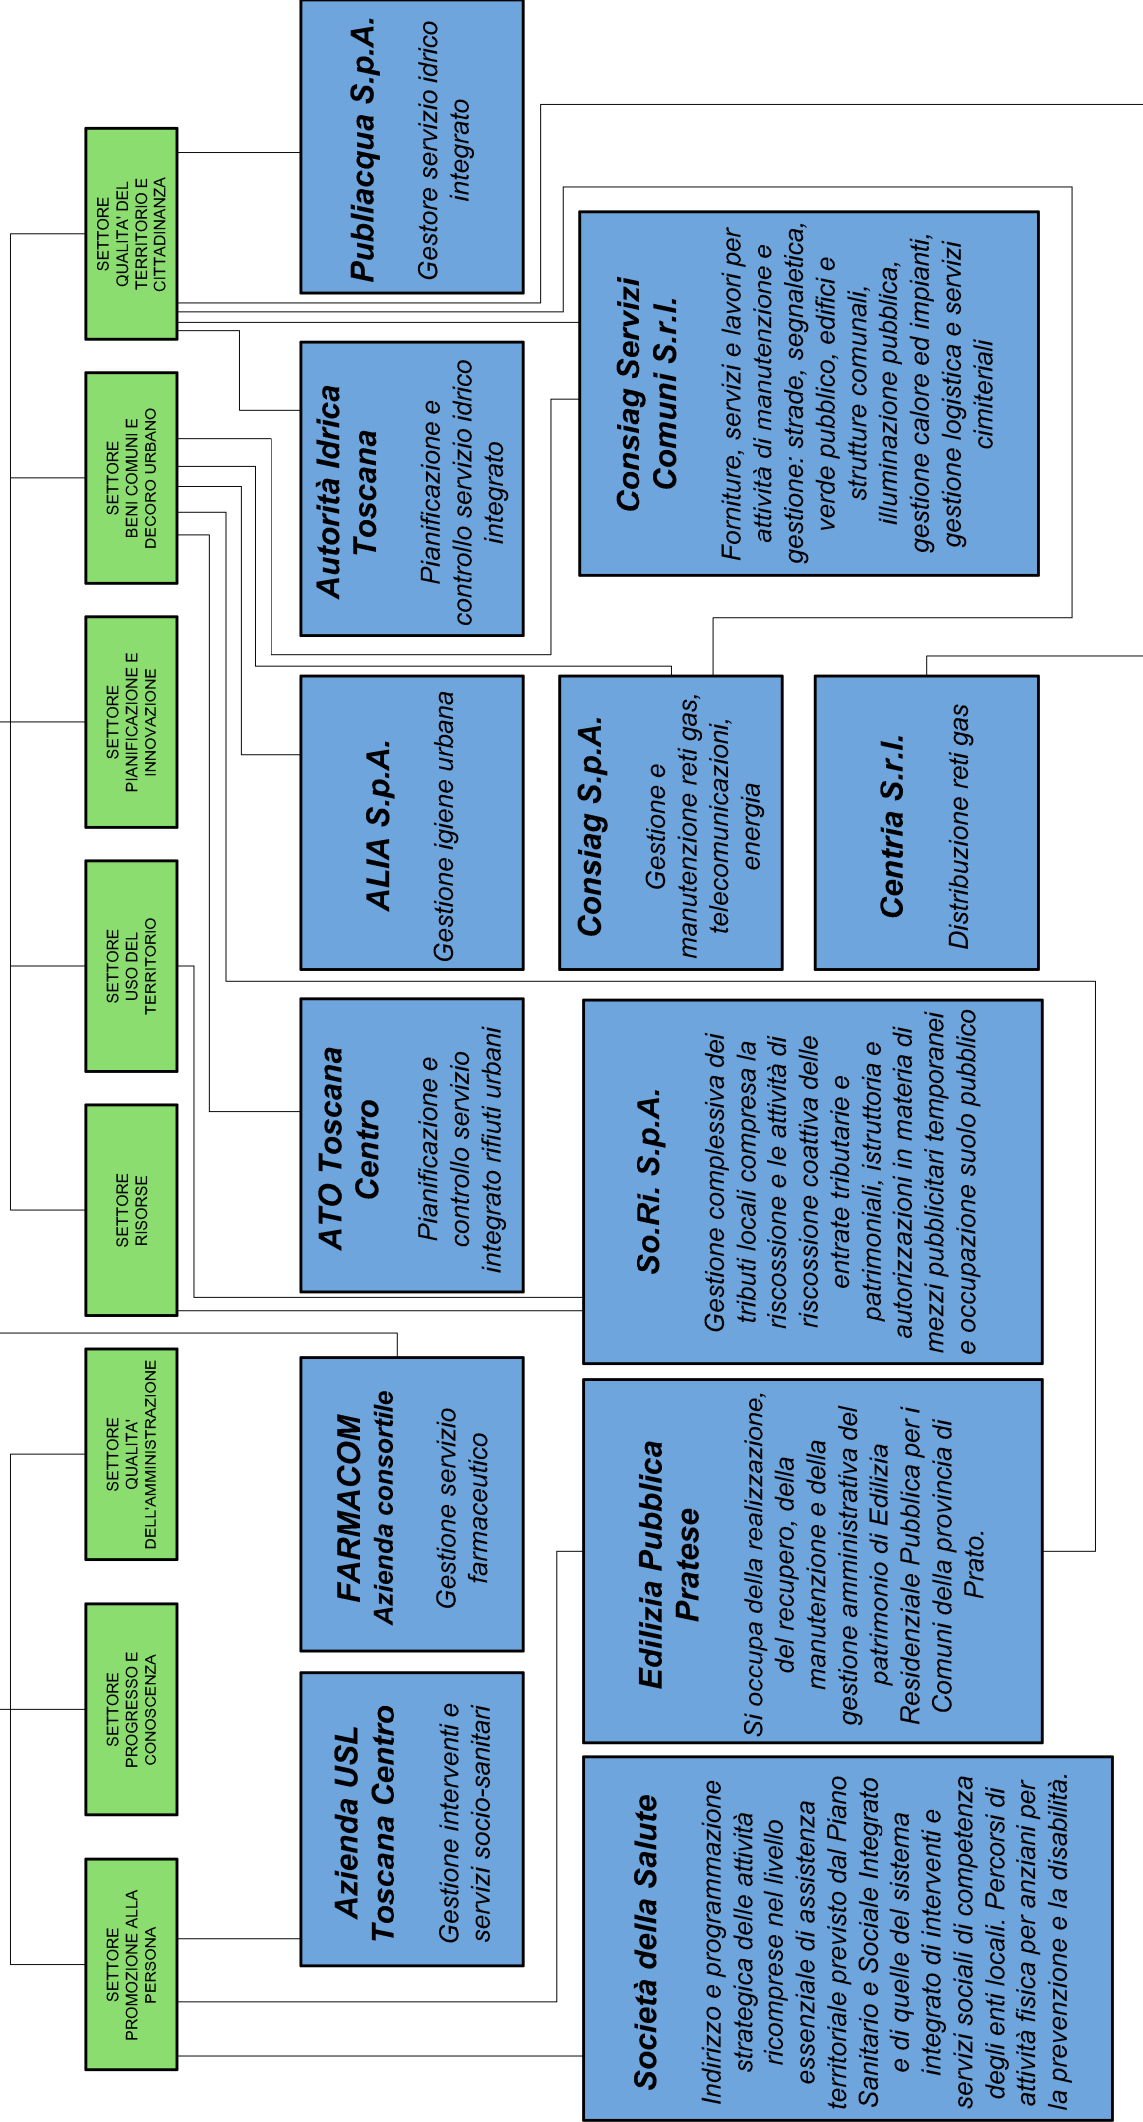 SETTORE
PROMOZIONE ALLA
PERSONA
SETTORE
PROGRESSO E
CONOSCENZA
SETTORE
QUALITA'
DELL'AMMINISTRAZIONE
SETTORE
RISORSE
SETTORE
USO DEL
TERRITORIO
SETTORE
PIANIFICAZIONE E
INNOVAZIONE
SETTORE
BENI COMUNI E
DECORO URBANO
SETTORE
QUALITA' DEL
TERRITORIO E
CITTADINANZA
Azienda USL
Toscana Centro
Gestione interventi e
servizi socio-sanitari
FARMACOM
Azienda consortile
Gestione servizio
farmaceutico
ATO Toscana
Centro
Pianificazione e
controllo servizio
integrato rifiuti urbani
ALIA S.p.A.
Gestione igiene urbana
Autorità Idrica
Toscana
Pianificazione e
controllo servizio idrico
integrato
Publiacqua S.p.A.
Gestore servizio idrico
integrato
Società della Salute
Indirizzo e programmazione
strategica delle attività
ricomprese nel livello
essenziale di assistenza
territoriale previsto dal Piano
Sanitario e Sociale Integrato
e di quelle del sistema
integrato di interventi e
servizi sociali di competenza
degli enti locali. Percorsi di
attività fisica per anziani per
la prevenzione e la disabilità.
Edilizia Pubblica
Pratese
Si occupa della realizzazione,
del recupero, della
manutenzione e della
gestione amministrativa del
patrimonio di Edilizia
Residenziale Pubblica per i
Comuni della provincia di
Prato.
So.Ri. S.p.A.
Gestione complessiva dei
tributi locali compresa la
riscossione e le attività di
riscossione coattiva delle
entrate tributarie e
patrimoniali, istruttoria e
autorizzazioni in materia di
mezzi pubblicitari temporanei
e occupazione suolo pubblico
Consiag S.p.A.
Gestione e
manutenzione reti gas,
telecomunicazioni,
energia
Centria S.r.l.
Distribuzione reti gas
Consiag Servizi
Comuni S.r.l.
Forniture, servizi e lavori per
attività di manutenzione e
gestione: strade, segnaletica,
verde pubblico, edifici e
strutture comunali,
illuminazione pubblica,
gestione calore ed impianti,
gestione logistica e servizi
cimiteriali